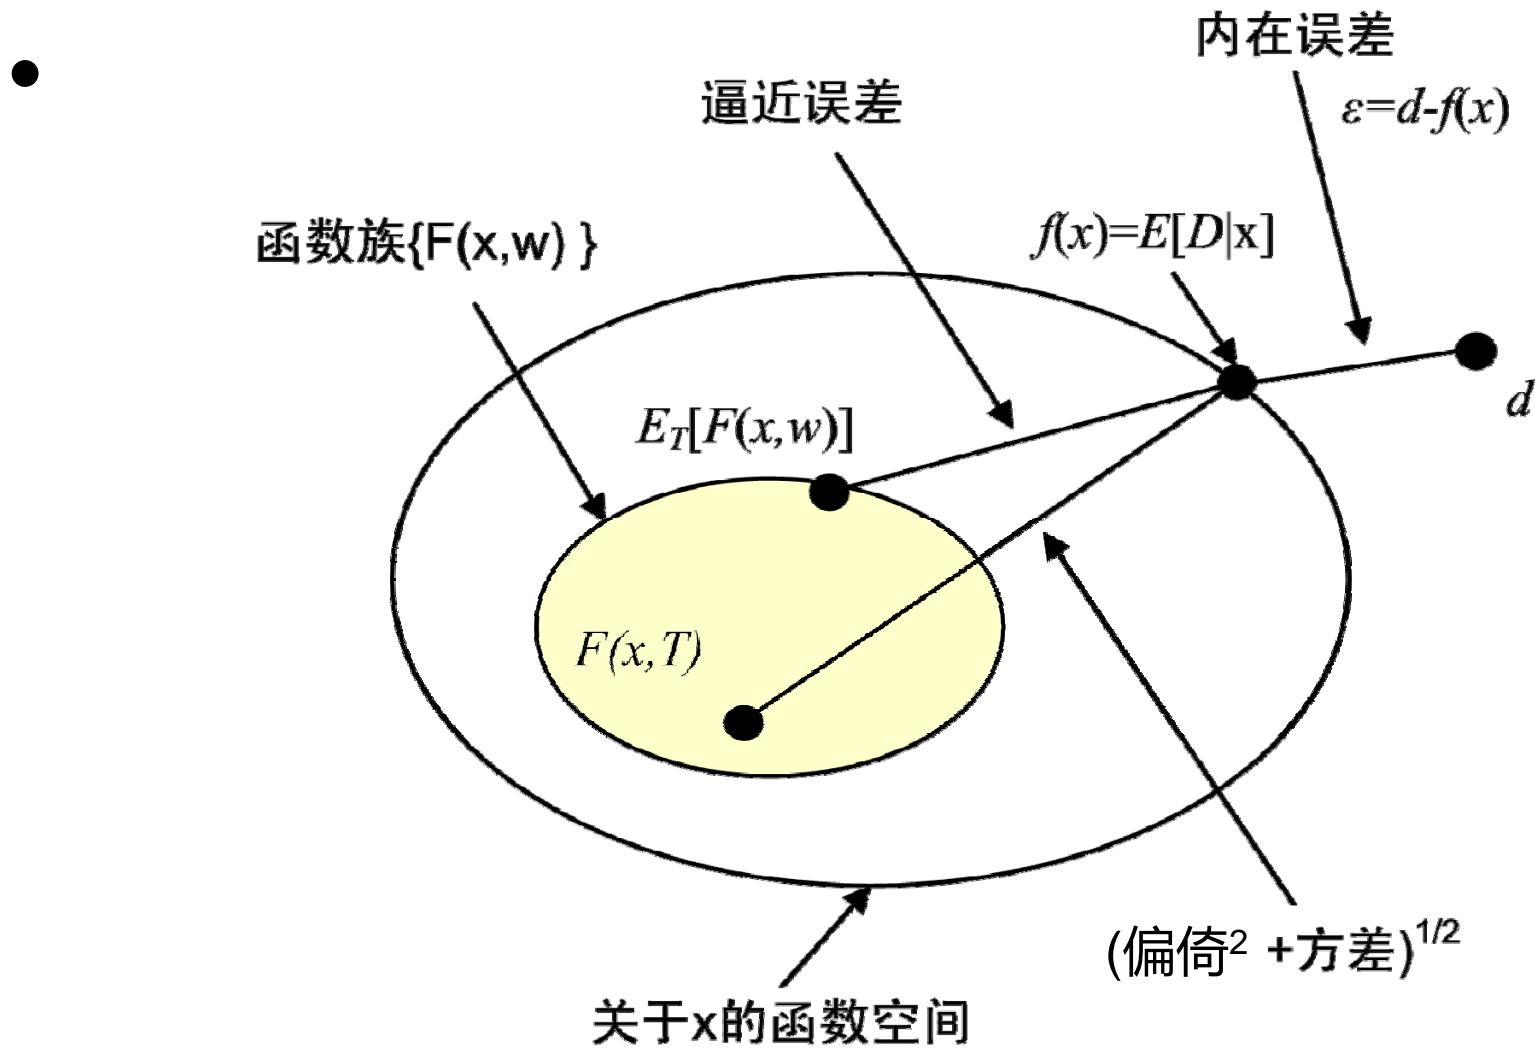 •
内在误差
ε=d-f(x)
逼近误差
函数族{F(x,w) }
f(x)=E[D|x]
d
E_T[F(x,w)]
F(x,T)
(偏倚² +方差)^1/2
关于x的函数空间